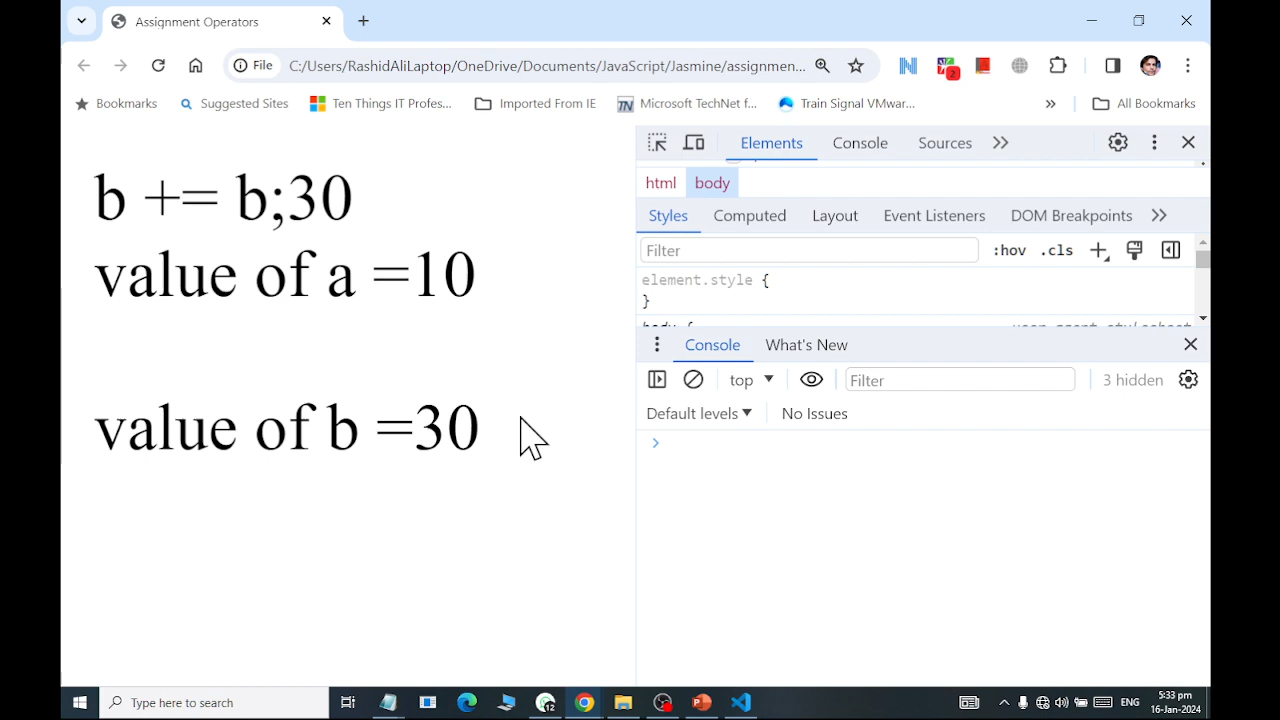 Assignment Operators
File C:/Users/RashidAliLaptop/OneDrive/Documents/JavaScript/Jasmine/assignmen... 2
Bookmarks Suggested Sites Ten Things IT Profes... Imported From IE TN Microsoft TechNet f... Train Signal VMwar... » All Bookmarks
b += b;30
value of a =10
value of b =30
Elements Console Sources
html body
Styles Computed Layout Event Listeners DOM Breakpoints
Filter :hov .cls
element.style {
}
Console What's New
top Filter 3 hidden
Default levels No Issues
Type here to search
ENG
5:33 pm
16-Jan-2024